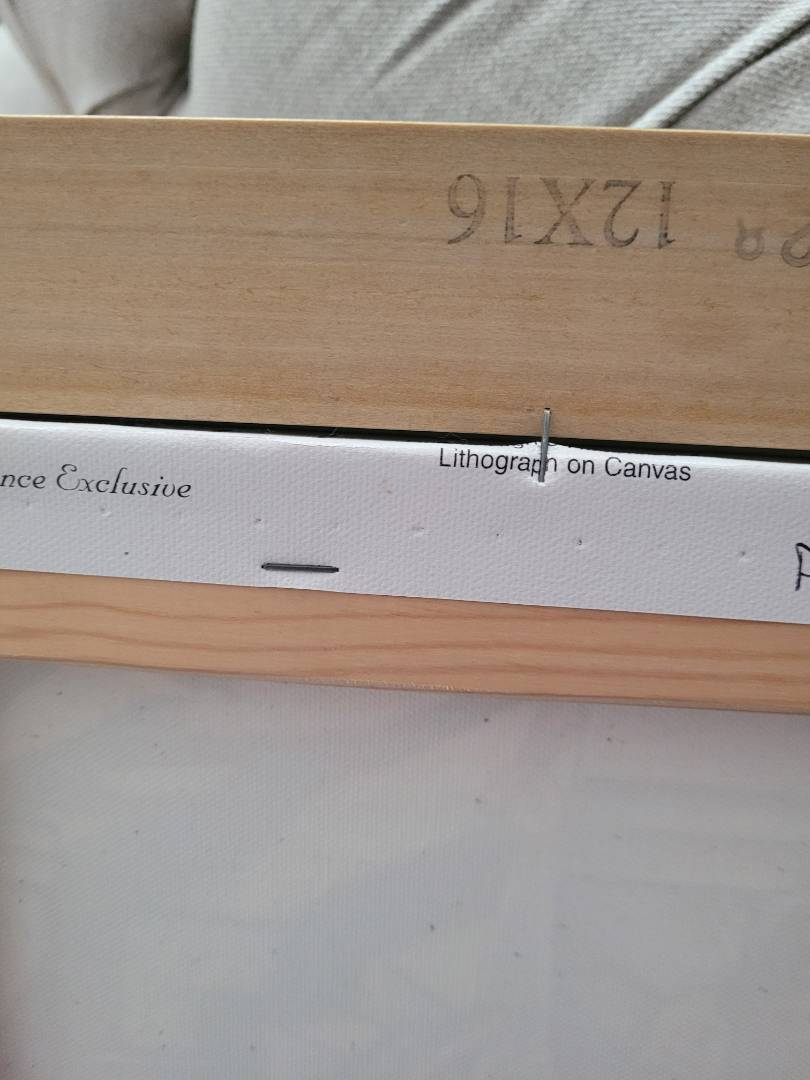 12X16
nce Exclusive
Lithograph on Canvas